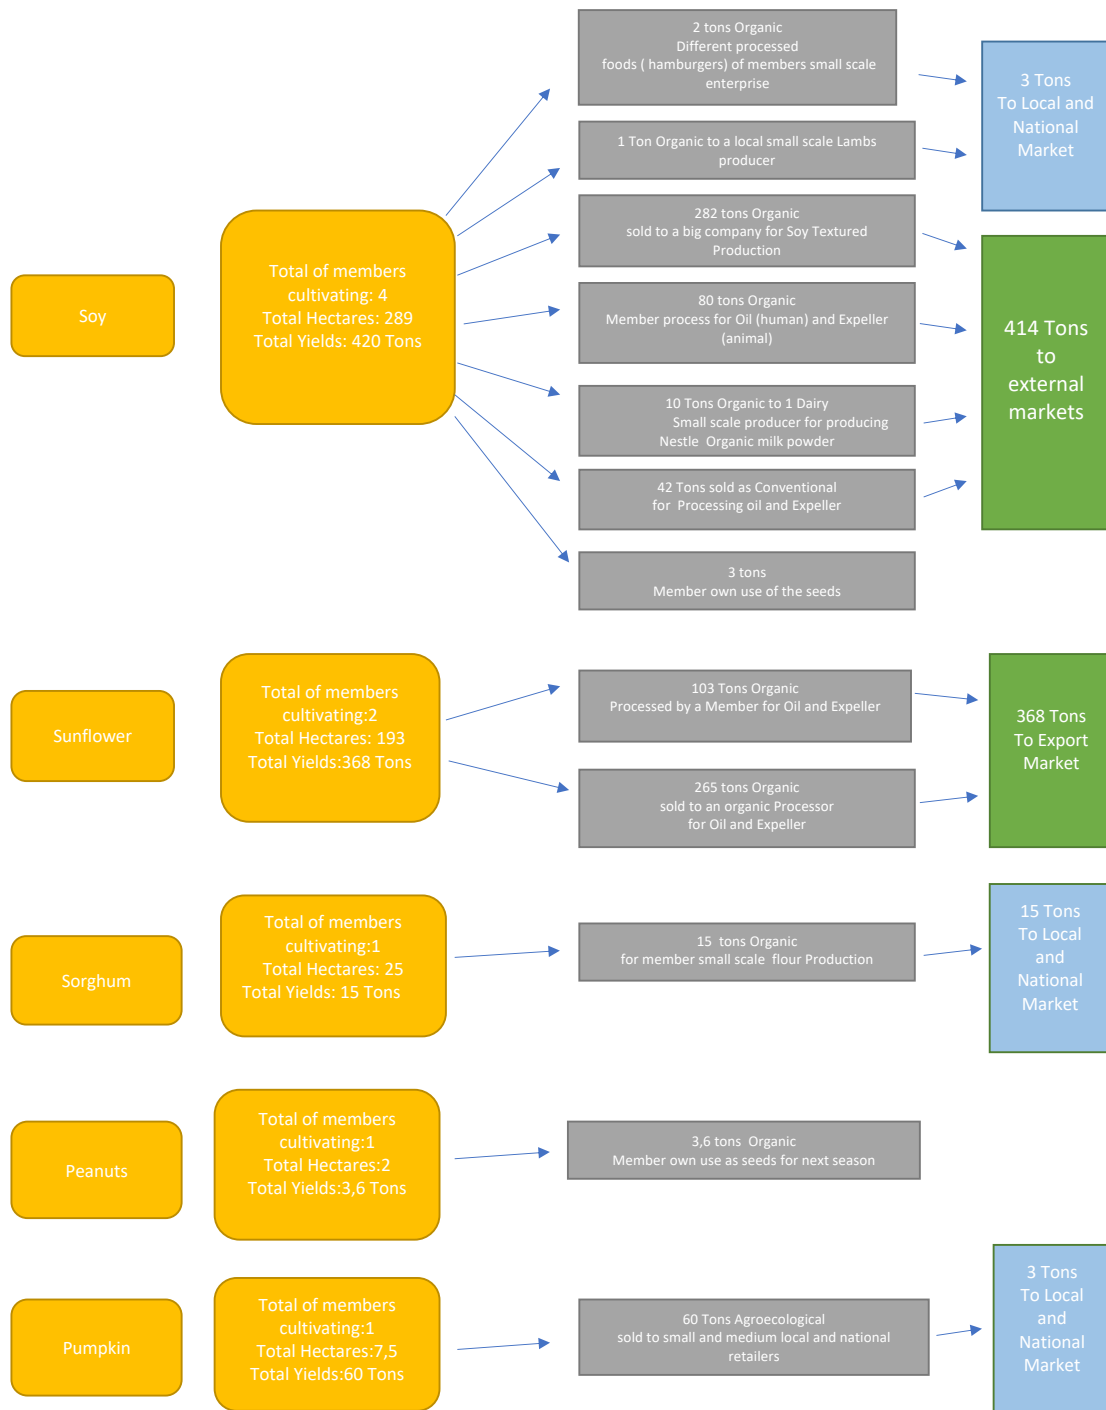 Soy
Total of members
cultivating: 4
Total Hectares: 289
Total Yields: 420 Tons
2 tons Organic
Different processed
foods ( hamburgers) of members small scale
enterprise
1 Ton Organic to a local small scale Lambs
producer
282 tons Organic
sold to a big company for Soy Textured
Production
80 tons Organic
Member process for Oil (human) and Expeller
(animal)
10 Tons Organic to 1 Dairy
Small scale producer for producing
Nestle Organic milk powder
42 Tons sold as Conventional
for Processing oil and Expeller
3 tons
Member own use of the seeds
3 Tons
To Local and
National
Market
414 Tons
to
external
markets
Sunflower
Total of members
cultivating:2
Total Hectares: 193
Total Yields:368 Tons
103 Tons Organic
Processed by a Member for Oil and Expeller
265 tons Organic
sold to an organic Processor
for Oil and Expeller
368 Tons
To Export
Market
Sorghum
Total of members
cultivating:1
Total Hectares: 25
Total Yields: 15 Tons
15 tons Organic
for member small scale flour Production
15 Tons
To Local
and
National
Market
Peanuts
Total of members
cultivating:1
Total Hectares:2
Total Yields:3,6 Tons
3,6 tons Organic
Member own use as seeds for next season
Pumpkin
Total of members
cultivating:1
Total Hectares:7,5
Total Yields:60 Tons
60 Tons Agroecological
sold to small and medium local and national
retailers
3 Tons
To Local
and
National
Market